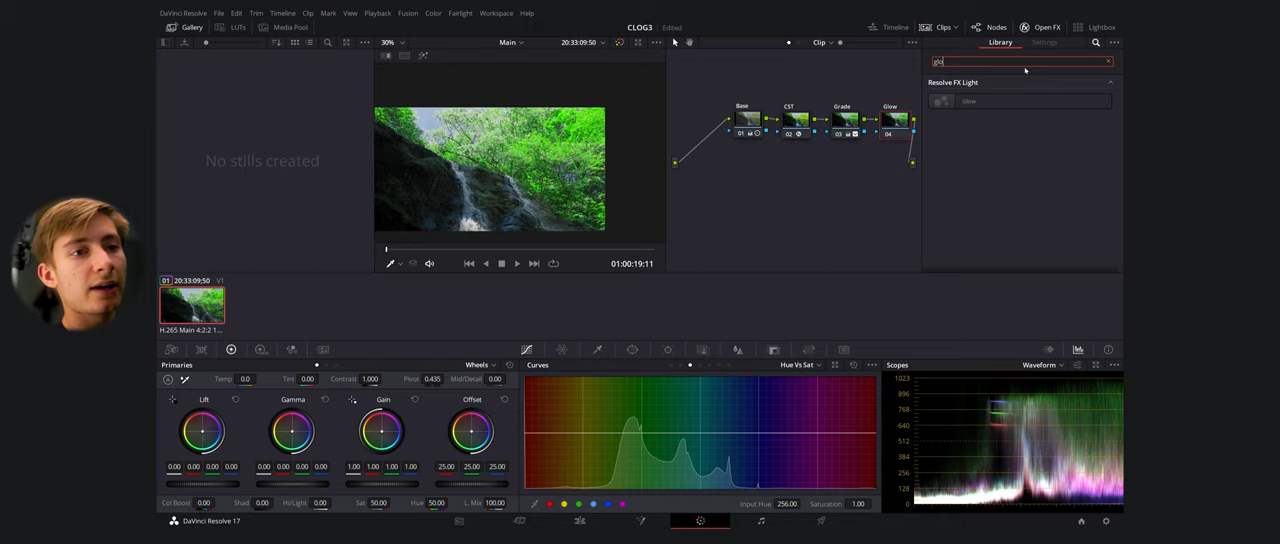 DaVinci Resolve File Edit Trim Timeline Clip Mark View Playback Fusion Color Fairlight Workspace Help
Gallery LUTs Media Pool CLOG3 Edited Timeline Clips Nodes Open FX Lightbox
30% Main 20:33:09:50 Clip Library Settings
glo
Resolve FX Light
Glow
Base CST Grade Glow
01 02 03 04
No stills created
01:00:19:11
01 20:33:09:50 V1
H.265 Main 4:2:2 1...
Primaries Wheels Curves Hue Vs Sat Scopes Waveform
Temp 0.0 Tint 0.00 Contrast 1.000 Pivot 0.435 Mid/Detail 0.00
Lift Gamma Gain Offset
0.00 0.00 0.00 0.00 0.00 0.00 0.00 0.00 1.00 1.00 1.00 1.00 25.00 25.00 25.00
Col Boost 0.00 Shad 0.00 Hi/Light 0.00 Sat 50.00 Hue 50.00 L. Mix 100.00
Input Hue 256.00 Saturation 1.00
1023
896
768
640
512
384
256
128
0
DaVinci Resolve 17